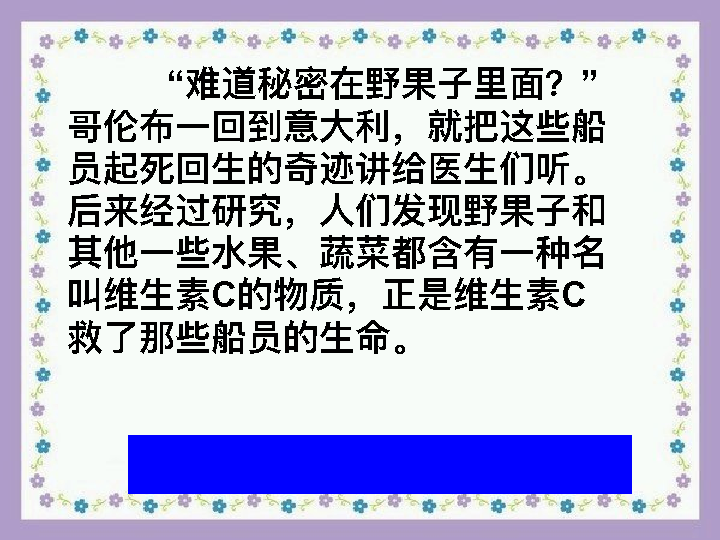 “难道秘密在野果子里面？”
哥伦布一回到意大利，就把这些船
员起死回生的奇迹讲给医生们听。
后来经过研究，人们发现野果子和
其他一些水果、蔬菜都含有一种名
叫维生素C的物质，正是维生素C
救了那些船员的生命。